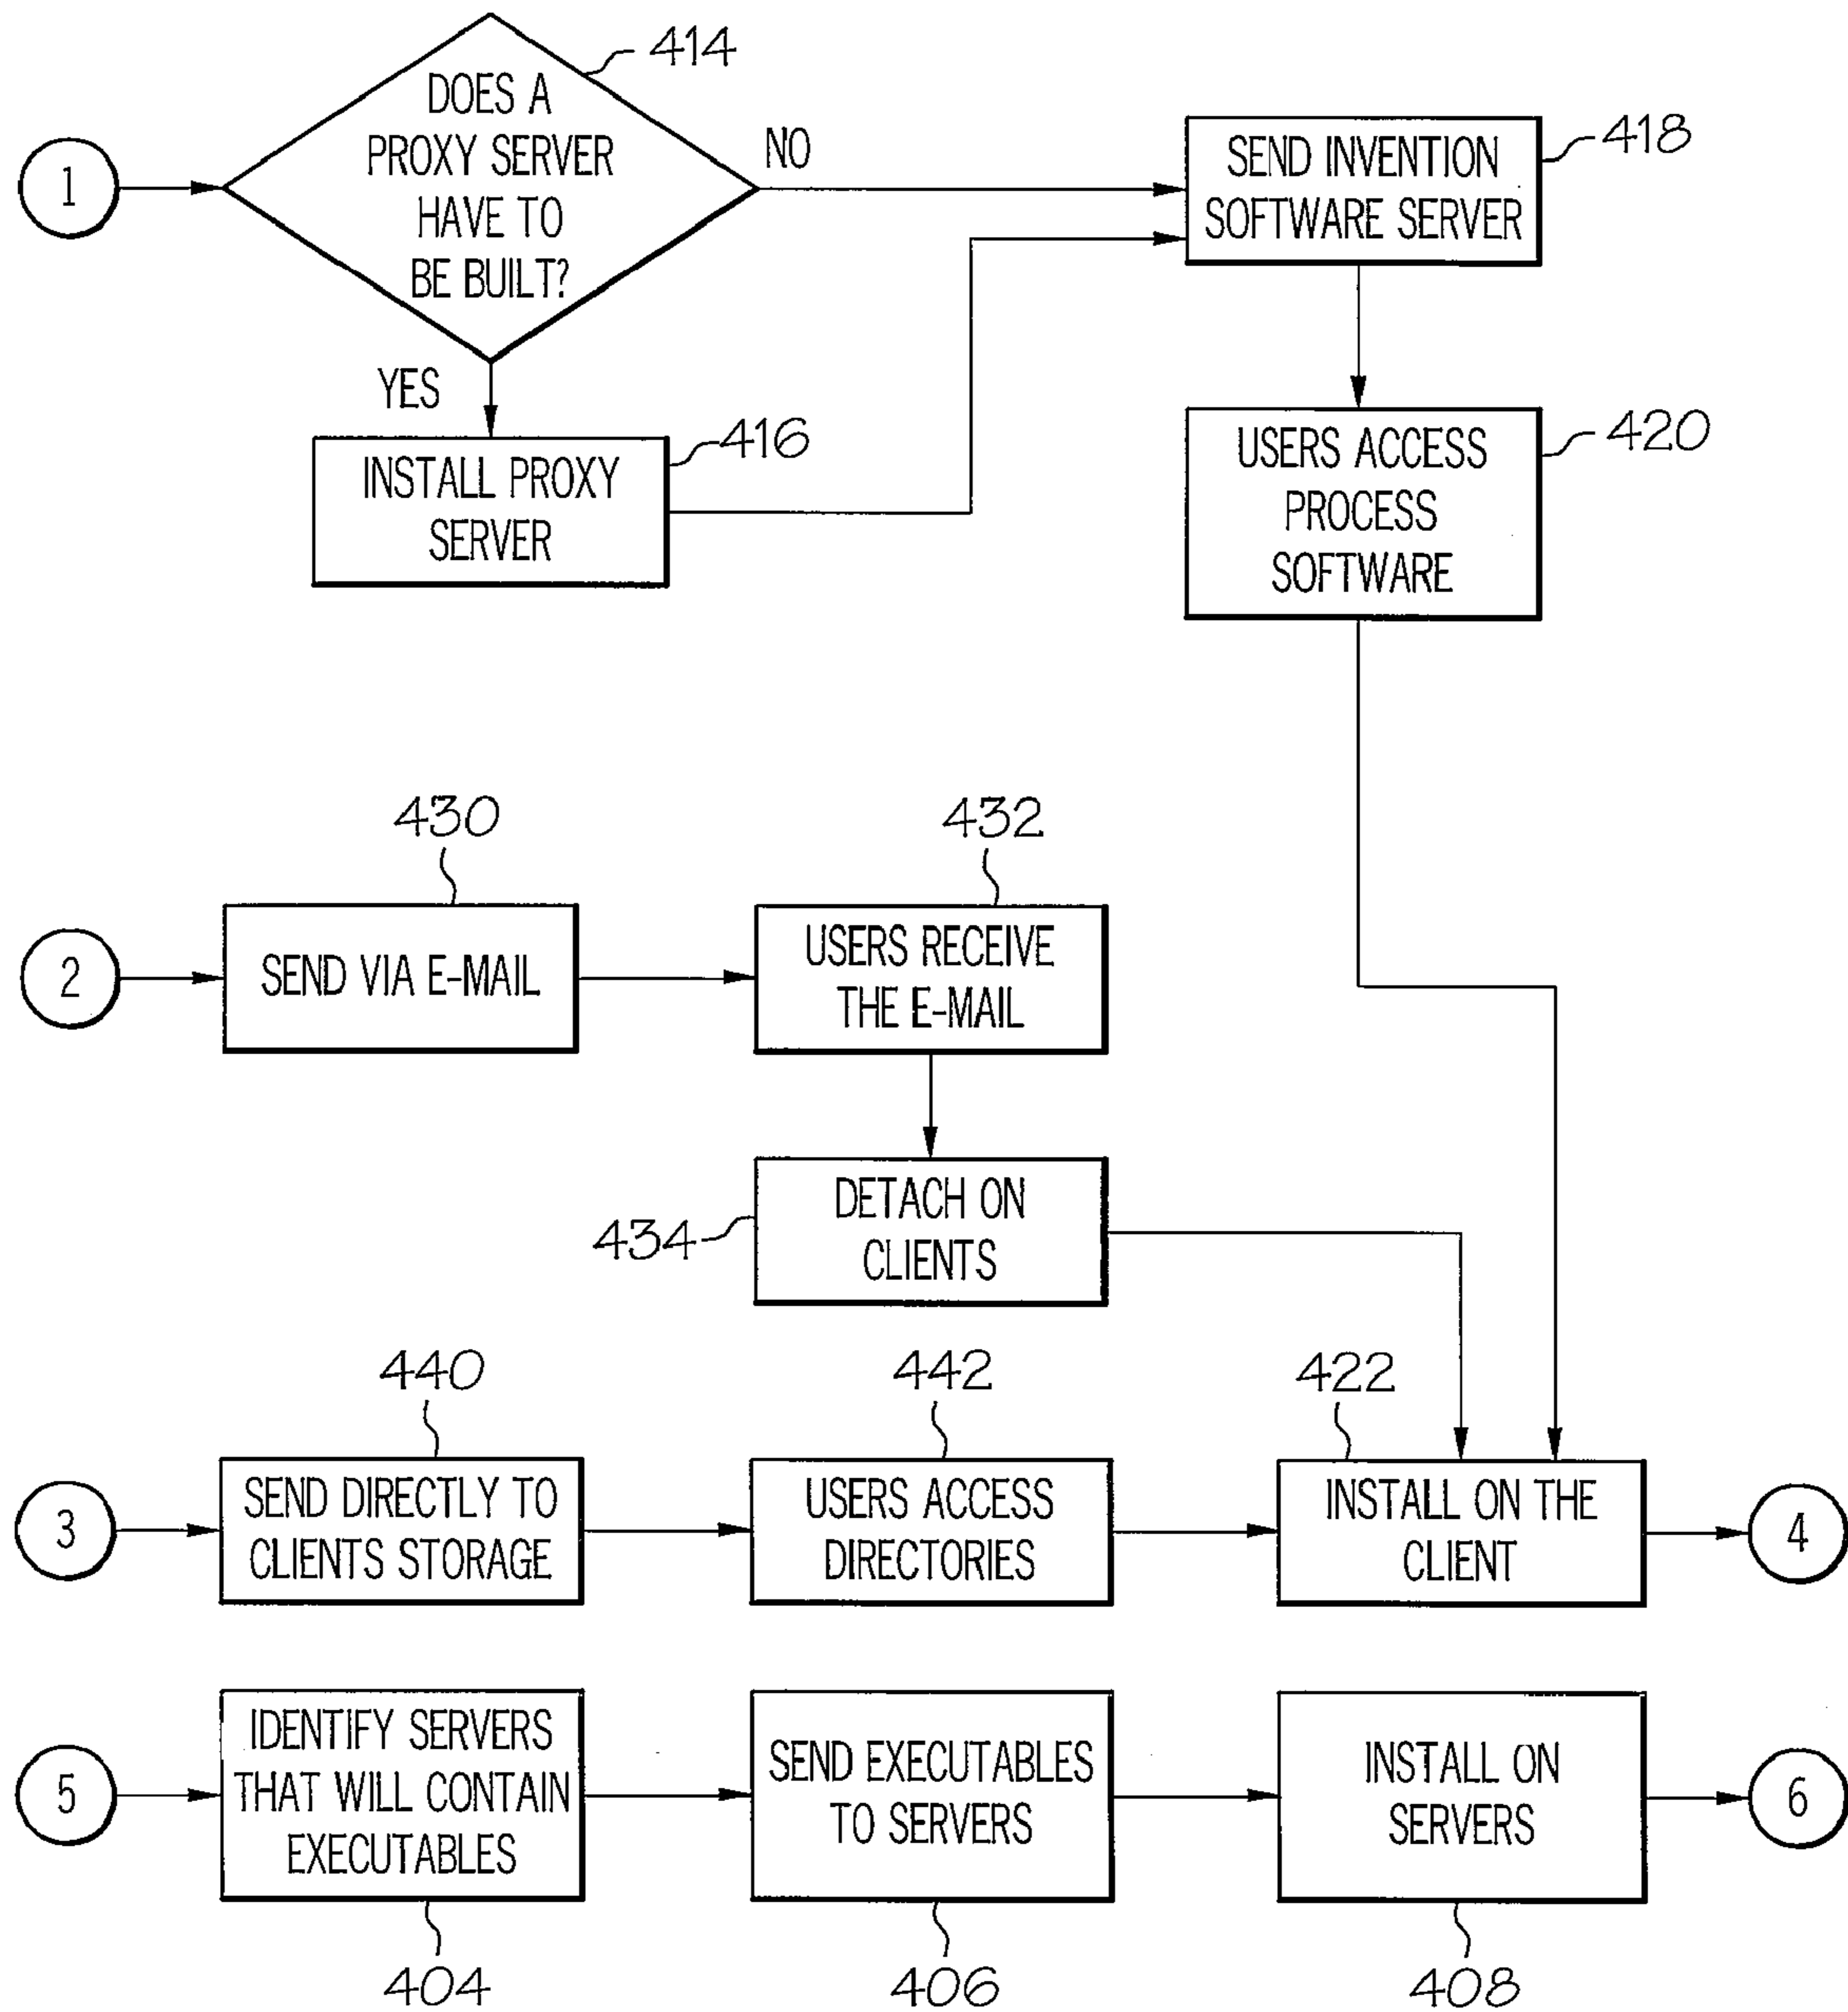 1
DOES A
PROXY SERVER
HAVE TO
BE BUILT?
414
NO
YES
INSTALL PROXY
SERVER
416
SEND INVENTION
SOFTWARE SERVER
418
USERS ACCESS
PROCESS
SOFTWARE
420
2
430
SEND VIA E-MAIL
432
USERS RECEIVE
THE E-MAIL
DETACH ON
CLIENTS
434
3
440
SEND DIRECTLY TO
CLIENTS STORAGE
442
USERS ACCESS
DIRECTORIES
422
INSTALL ON THE
CLIENT
4
5
IDENTIFY SERVERS
THAT WILL CONTAIN
EXECUTABLES
404
SEND EXECUTABLES
TO SERVERS
406
INSTALL ON
SERVERS
408
6